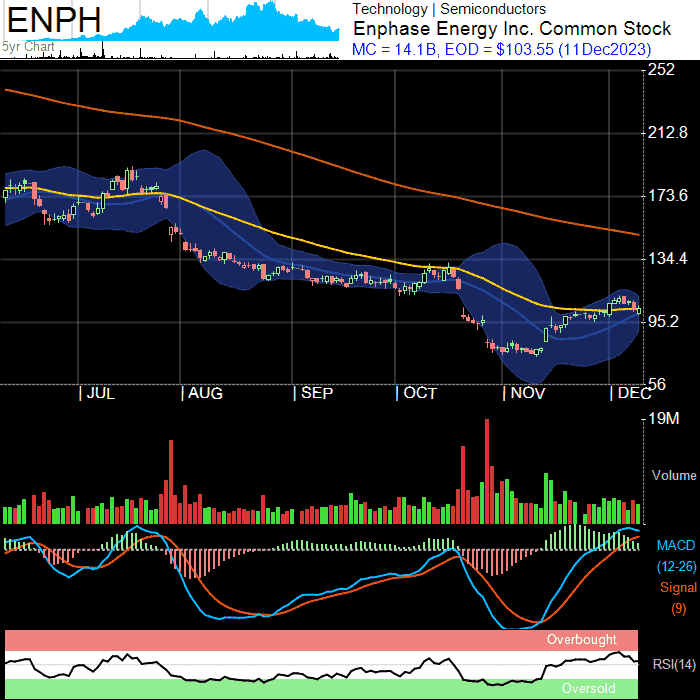 ENPH
5yr Chart
Technology | Semiconductors
Enphase Energy Inc. Common Stock
MC = 14.1B, EOD = $103.55 (11Dec2023)
252
212.8
173.6
134.4
95.2
56
| JUL | AUG | SEP | OCT | NOV | DEC
19M
Volume
MACD
(12-26)
Signal
(9)
Overbought
RSI(14)
Oversold